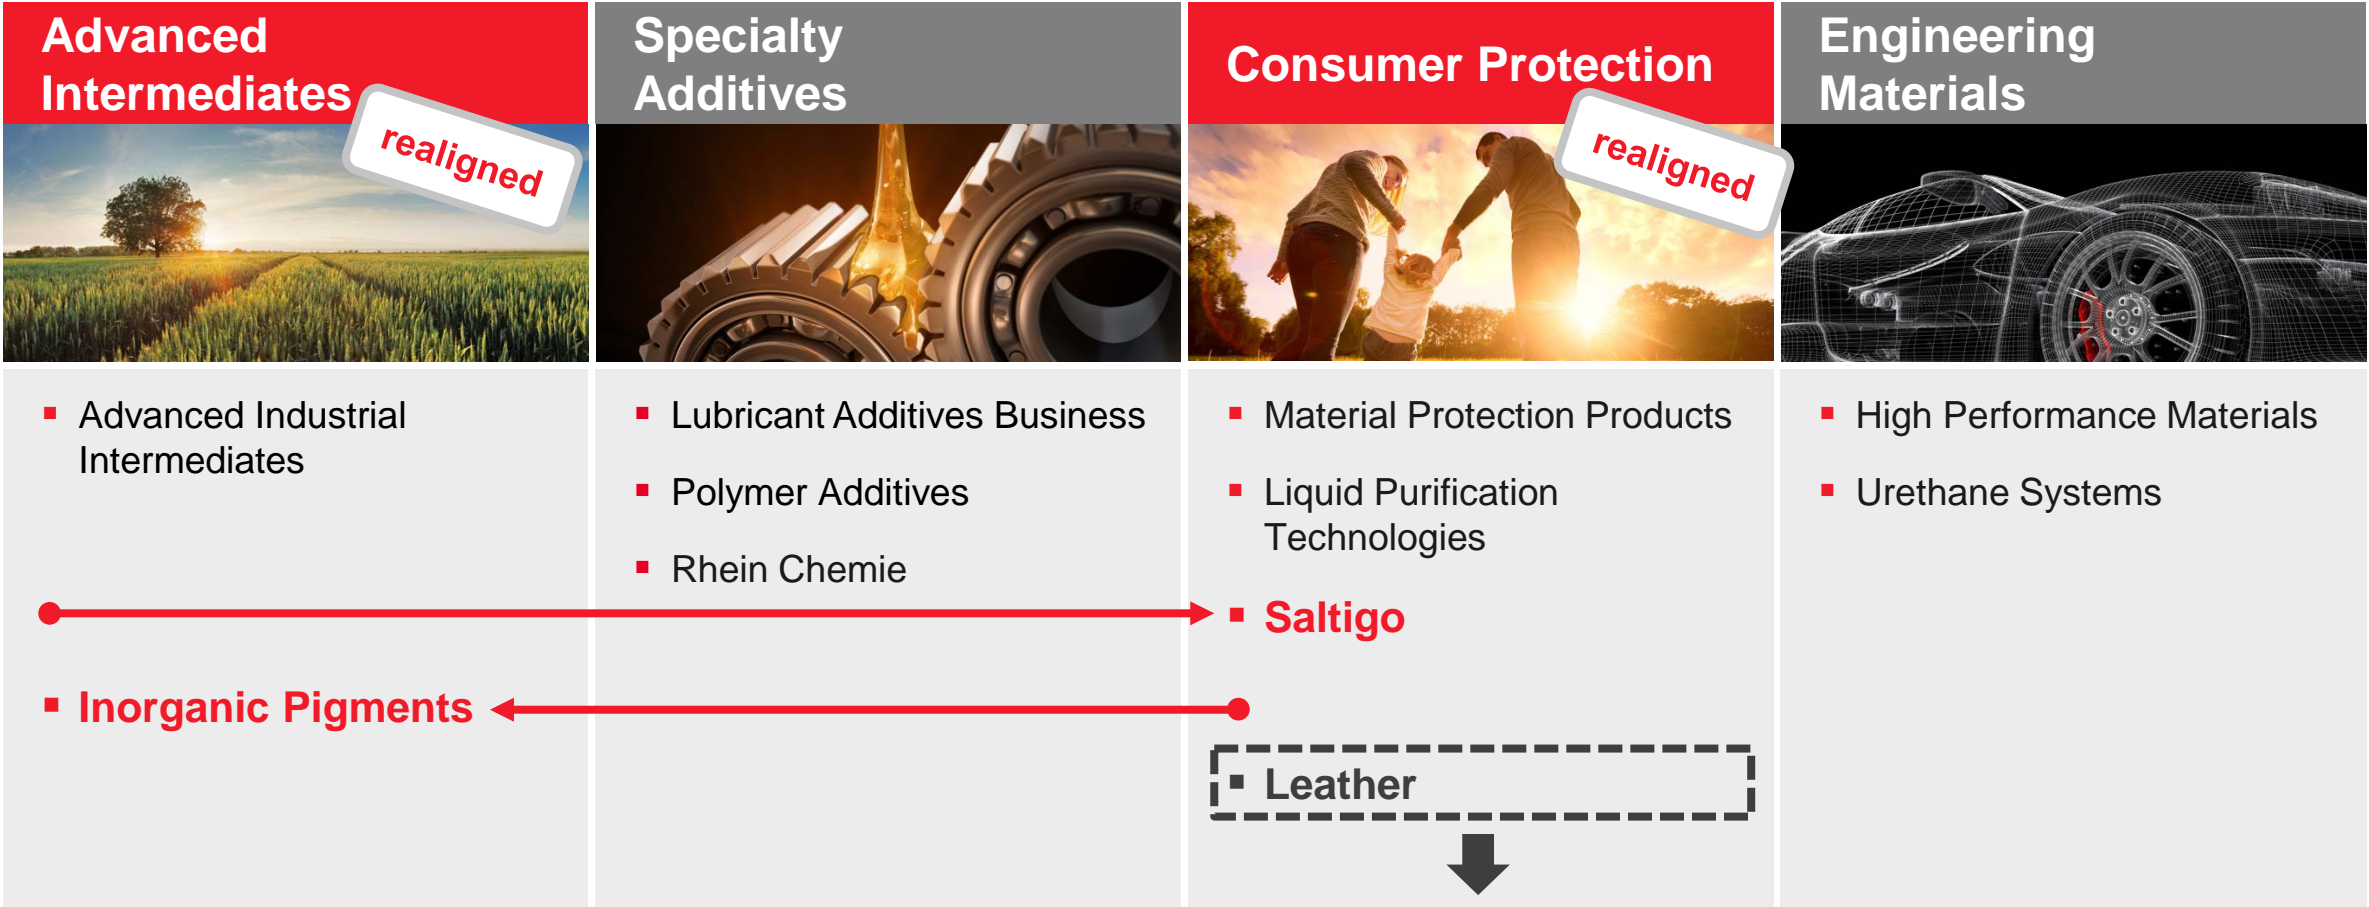 Advanced
Intermediates
realigned
Advanced Industrial
Intermediates
Inorganic Pigments
Specialty
Additives
Lubricant Additives Business
Polymer Additives
Rhein Chemie
Consumer Protection
realigned
Material Protection Products
Liquid Purification
Technologies
Saltigo
Leather
Engineering
Materials
High Performance Materials
Urethane Systems